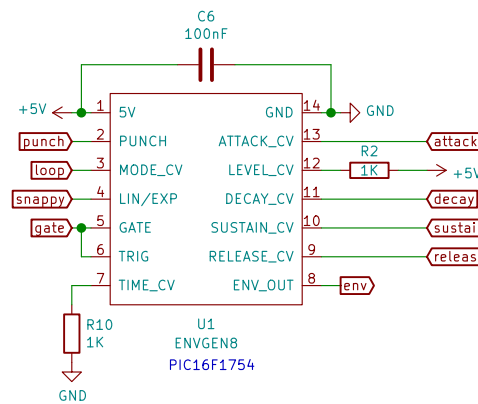 C6
100nF
+5V
1
5V
GND
14
GND
punch
2
PUNCH
ATTACK_CV
13
attack
loop
3
MODE_CV
LEVEL_CV
12
R2
1K
+5V
snappy
4
LIN/EXP
DECAY_CV
11
decay
gate
5
GATE
SUSTAIN_CV
10
sustai
6
TRIG
RELEASE_CV
9
releas
7
TIME_CV
ENV_OUT
8
env
R10
1K
GND
U1
ENVGEN8
PIC16F1754